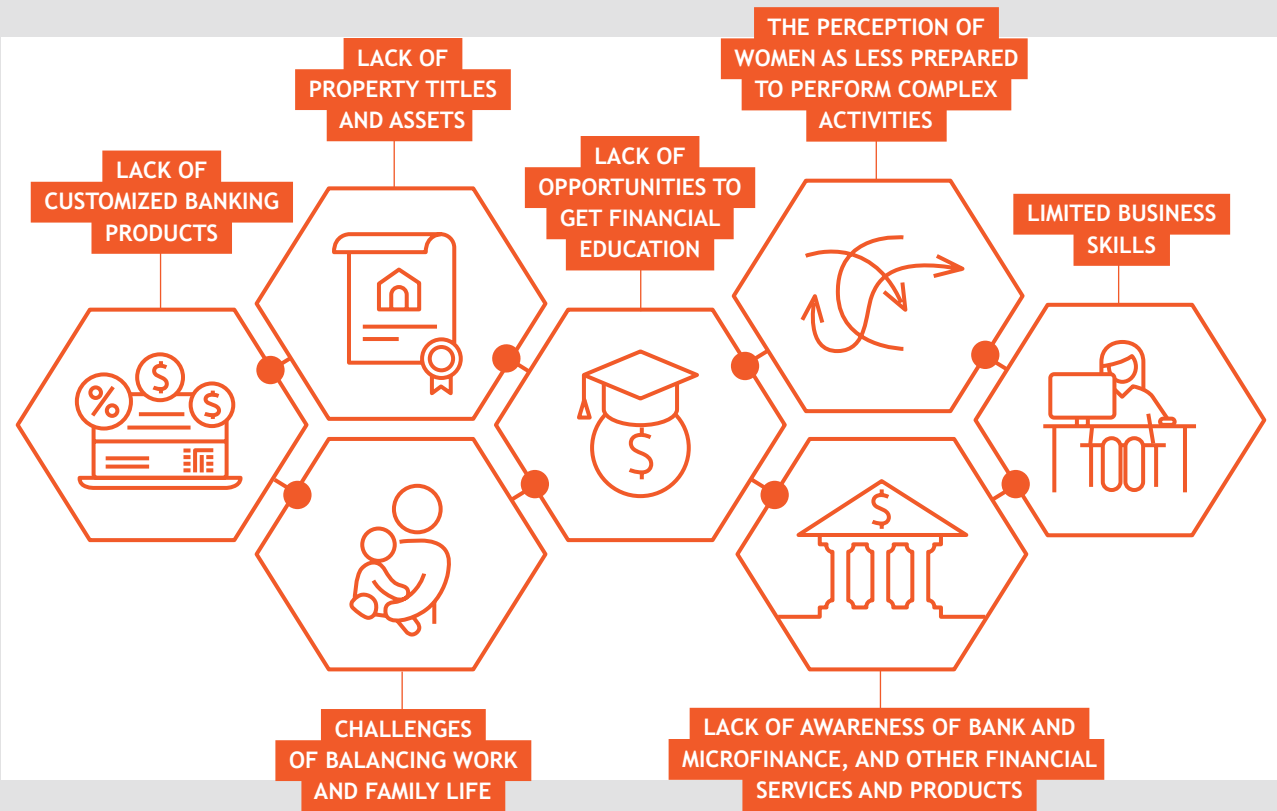 LACK OF
CUSTOMIZED BANKING
PRODUCTS
LACK OF
PROPERTY TITLES
AND ASSETS
LACK OF
OPPORTUNITIES TO
GET FINANCIAL
EDUCATION
THE PERCEPTION OF
WOMEN AS LESS PREPARED
TO PERFORM COMPLEX
ACTIVITIES
LIMITED BUSINESS
SKILLS
%
$
$
$
$
CHALLENGES
OF BALANCING WORK
AND FAMILY LIFE
LACK OF AWARENESS OF BANK AND
MICROFINANCE, AND OTHER FINANCIAL
SERVICES AND PRODUCTS